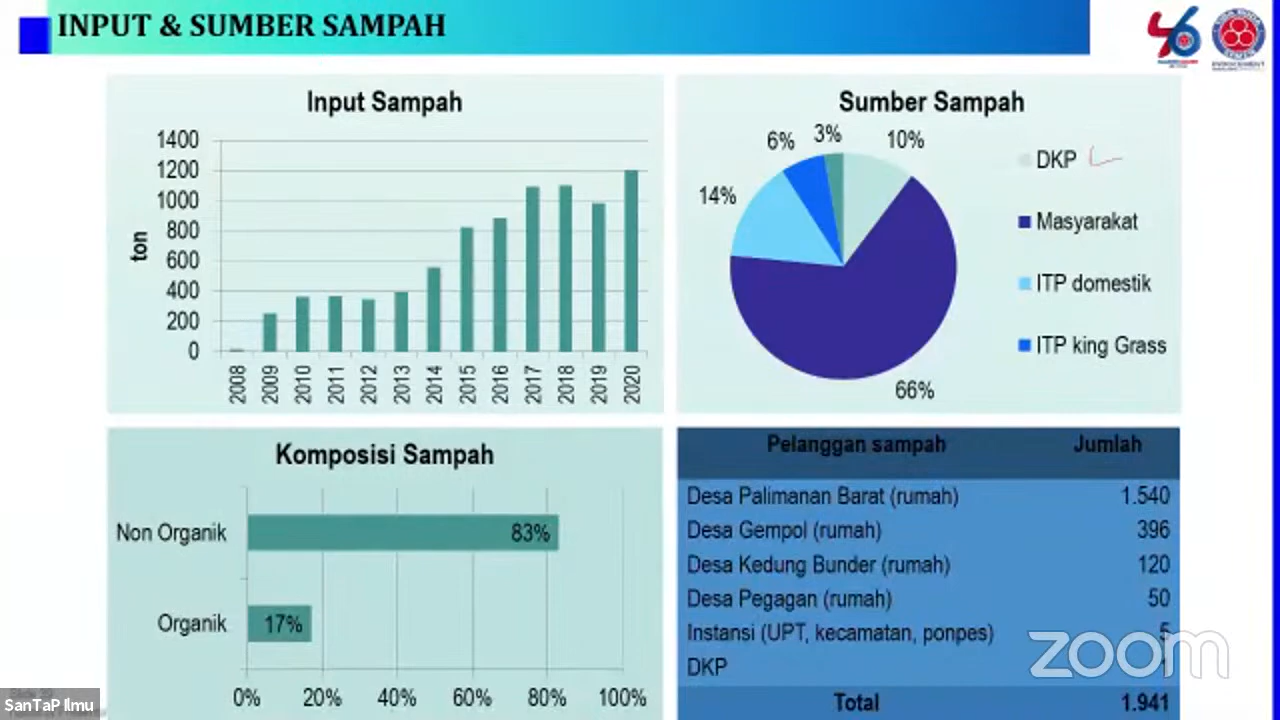 INPUT & SUMBER SAMPAH
Input Sampah
1400
1200
1000
800
600
400
200
0
ton
2008 2009 2010 2011 2012 2013 2014 2015 2016 2017 2018 2019 2020
Sumber Sampah
6% 3% 10%
14%
66%
DKP
Masyarakat
ITP domestik
ITP king Grass
Komposisi Sampah
Non Organik 83%
Organik 17%
0% 20% 40% 60% 80% 100%
Pelanggan sampah Jumlah
Desa Palimanan Barat (rumah) 1.540
Desa Gempol (rumah) 396
Desa Kedung Bunder (rumah) 120
Desa Pegagan (rumah) 50
Instansi (UPT, kecamatan, ponpes) 5
DKP
Total 1.941
zoom
SanTaP Ilmu